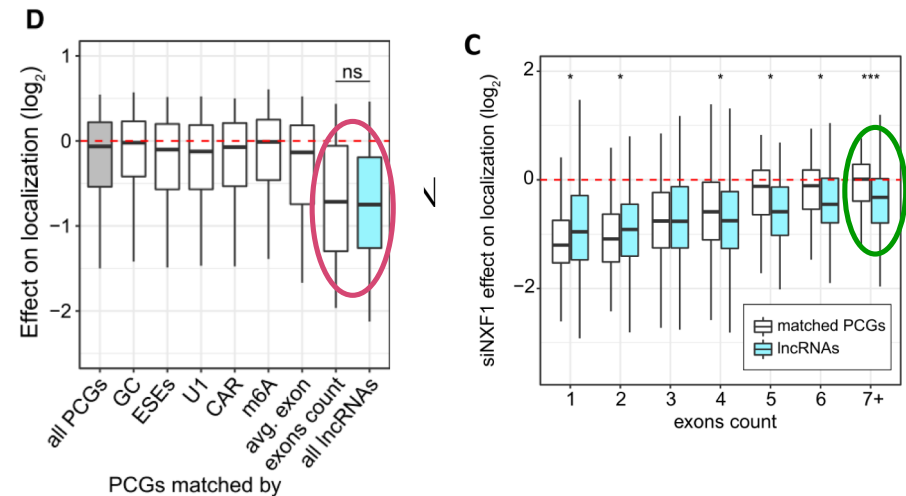 D
Effect on localization (log2)
1
0
−1
−2
ns
all PCGs
GC
ESEs
U1
CAR
m6A
avg. exon
exons count
all lncRNAs
PCGs matched by
C
siNXF1 effect on localization (log2)
2
0
−2
* * * * * ***
matched PCGs
lncRNAs
1 2 3 4 5 6 7+
exons count